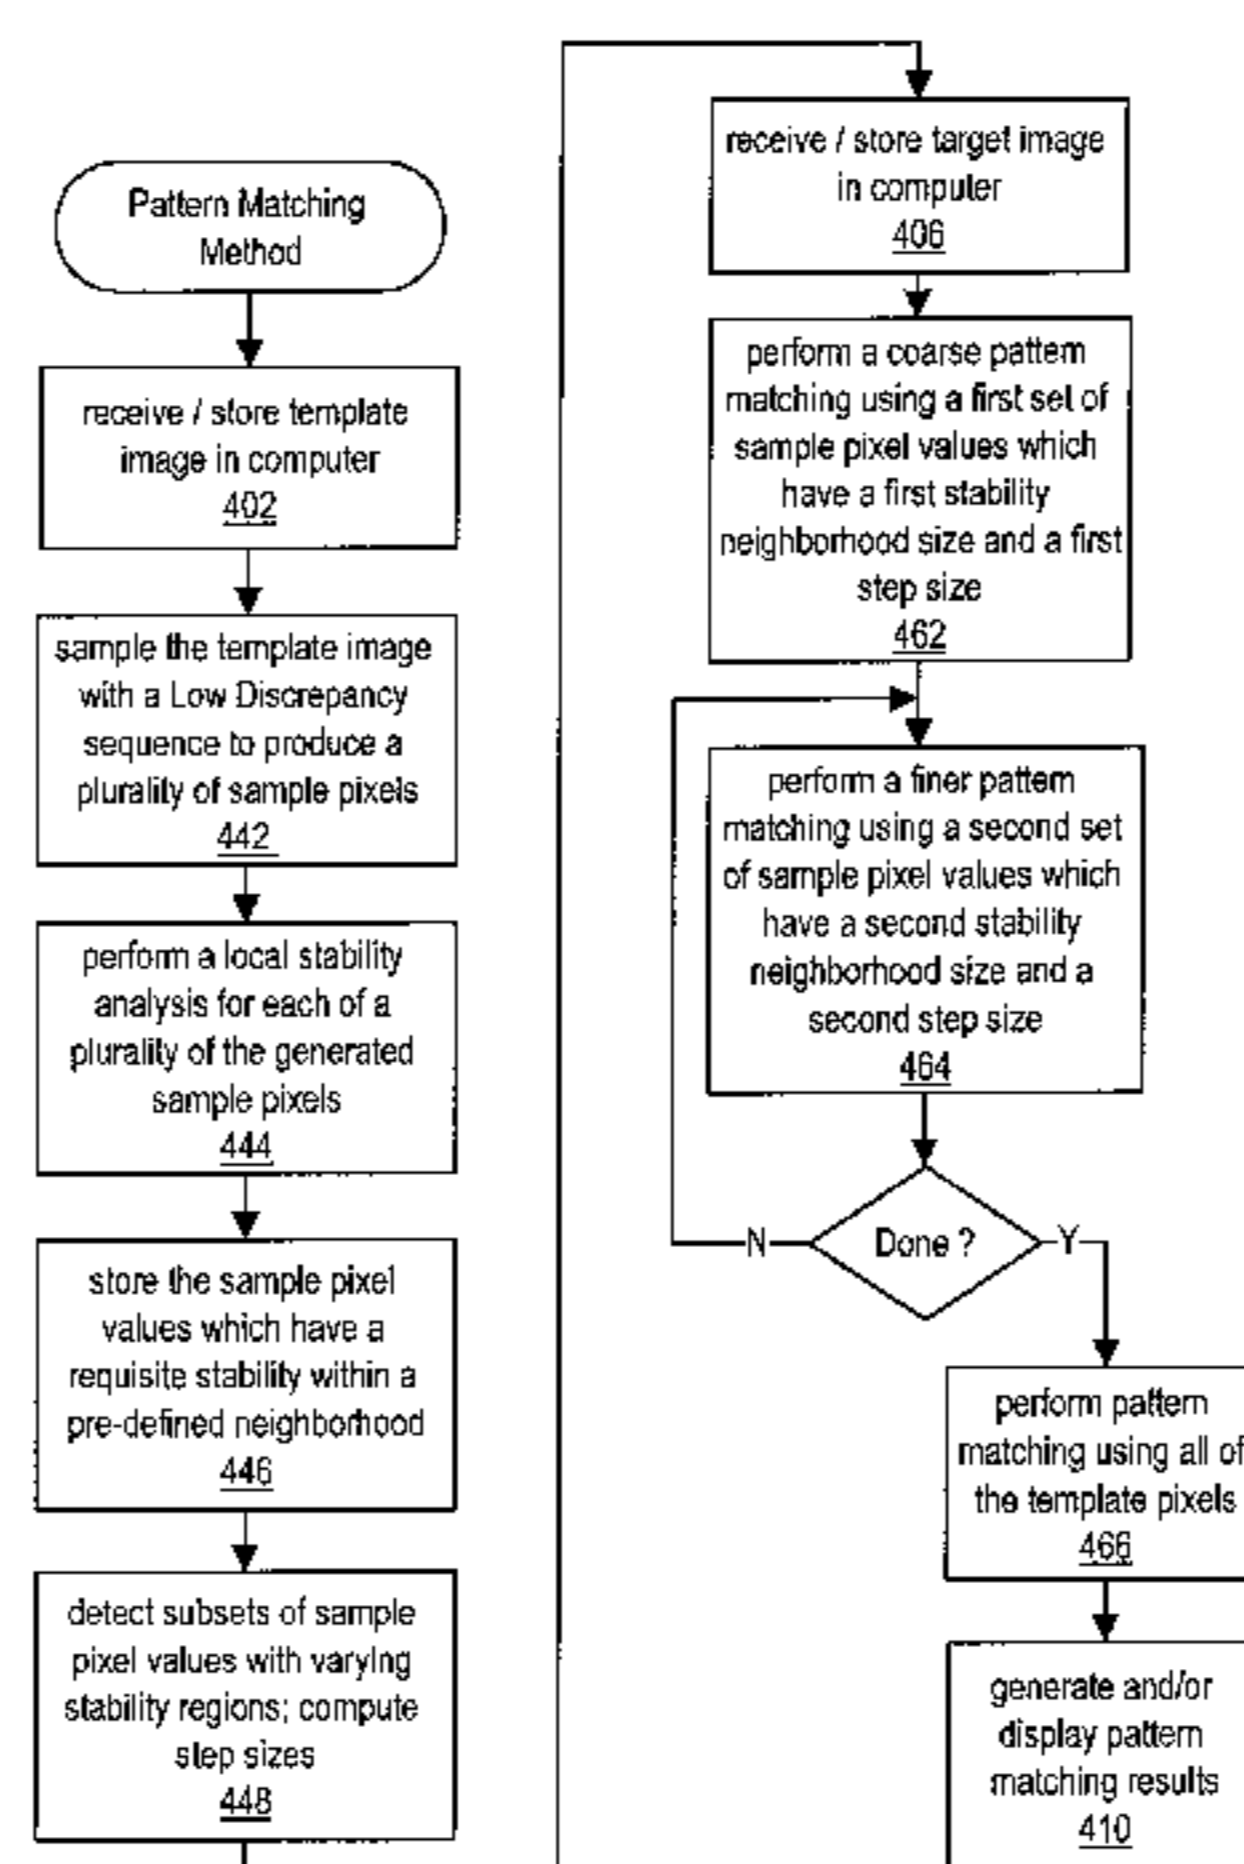 Pattern Matching
Method
receive / store template
image in computer
402
sample the template image
with a Low Discrepancy
sequence to produce a
plurality of sample pixels
442
perform a local stability
analysis for each of a
plurality of the generated
sample pixels
444
store the sample pixel
values which have a
requisite stability within a
pre-defined neighborhood
446
detect subsets of sample
pixel values with varying
stability regions; compute
step sizes
448
receive / store target image
in computer
406
perform a coarse pattern
matching using a first set of
sample pixel values which
have a first stability
neighborhood size and a first
step size
462
perform a finer pattern
matching using a second set
of sample pixel values which
have a second stability
neighborhood size and a
second step size
464
N
Done ?
Y
perform pattern
matching using all of
the template pixels
466
generate and/or
display pattern
matching results
410